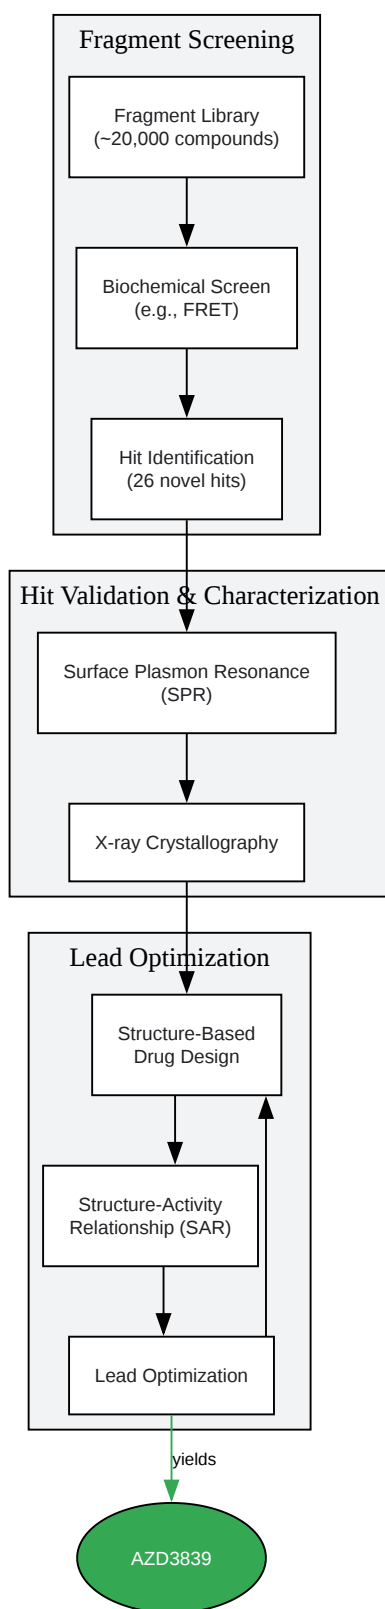 Fragment Screening
Fragment Library
(~20,000 compounds)
Biochemical Screen
(e.g., FRET)
Hit Identification
(26 novel hits)
Hit Validation & Characterization
Surface Plasmon Resonance
(SPR)
X-ray Crystallography
Lead Optimization
Structure-Based
Drug Design
Structure-Activity
Relationship (SAR)
Lead Optimization
yields
AZD3839